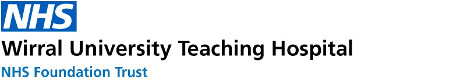 NHS
Wirral University Teaching Hospital
NHS Foundation Trust